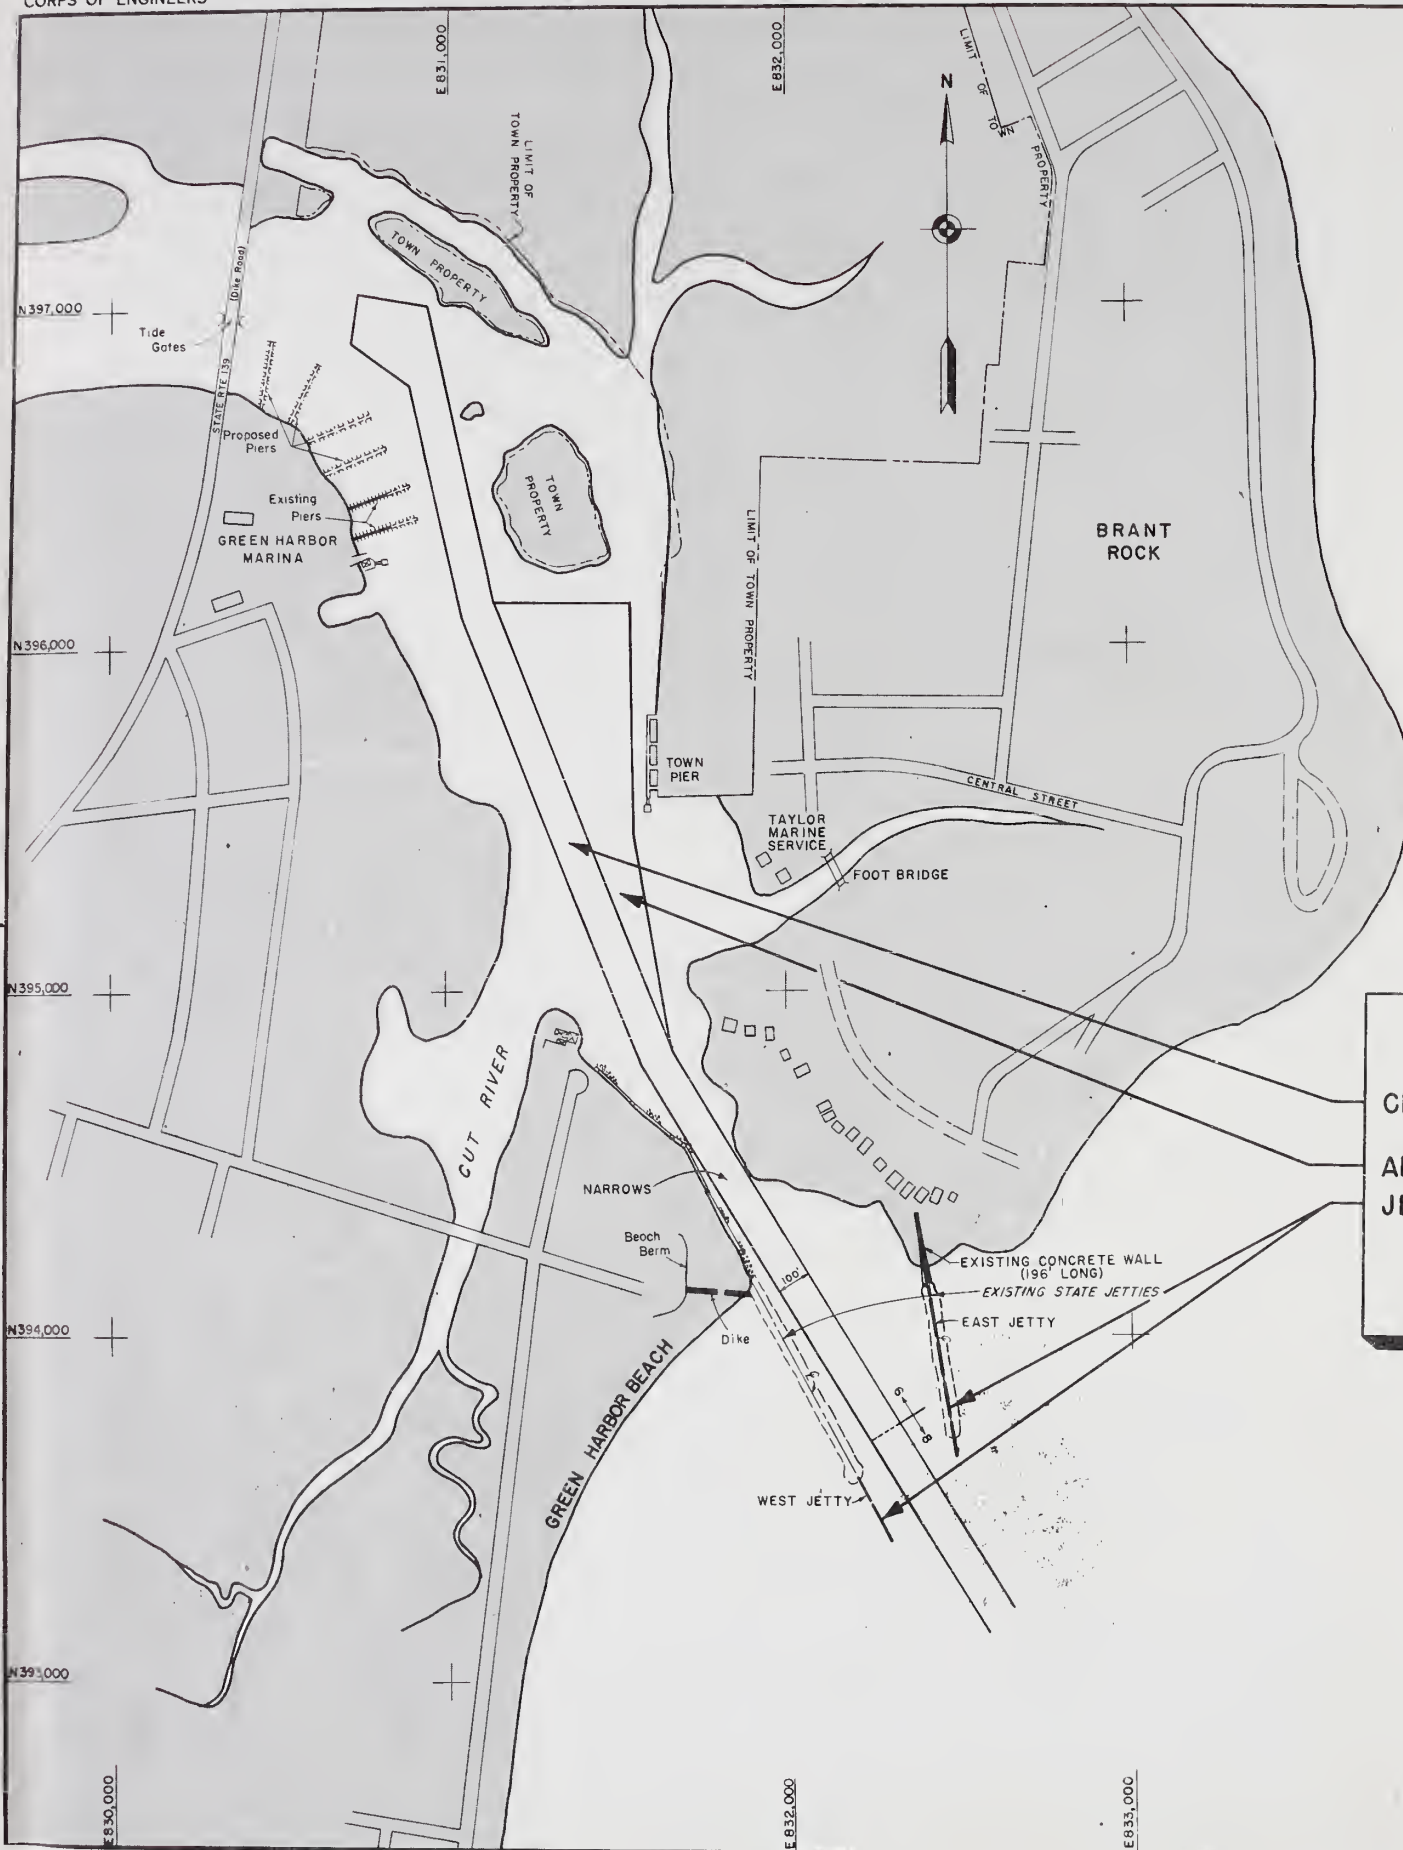 CORPS OF ENGINEERS
E 831,000
E 832,000
LIMIT OF TOWN PROPERTY
N
LIMIT OF
TOWN PROPERTY
TOWN PROPERTY
(Dike Road)
N 397,000
Tide
Gates
STATE RTE 139
Proposed
Piers
Existing
Piers
GREEN HARBOR
MARINA
TOWN
PROPERTY
LIMIT OF TOWN PROPERTY
BRANT
ROCK
N 396,000
TOWN
PIER
CENTRAL STREET
TAYLOR
MARINE
SERVICE
FOOT BRIDGE
N 395,000
CUT RIVER
NARROWS
Beach
Berm
EXISTING CONCRETE WALL
(196' LONG)
100'
EXISTING STATE JETTIES
EAST JETTY
N 394,000
Dike
GREEN HARBOR BEACH
6
8
WEST JETTY
N 393,000
E 830,000
E 832,000
E 833,000